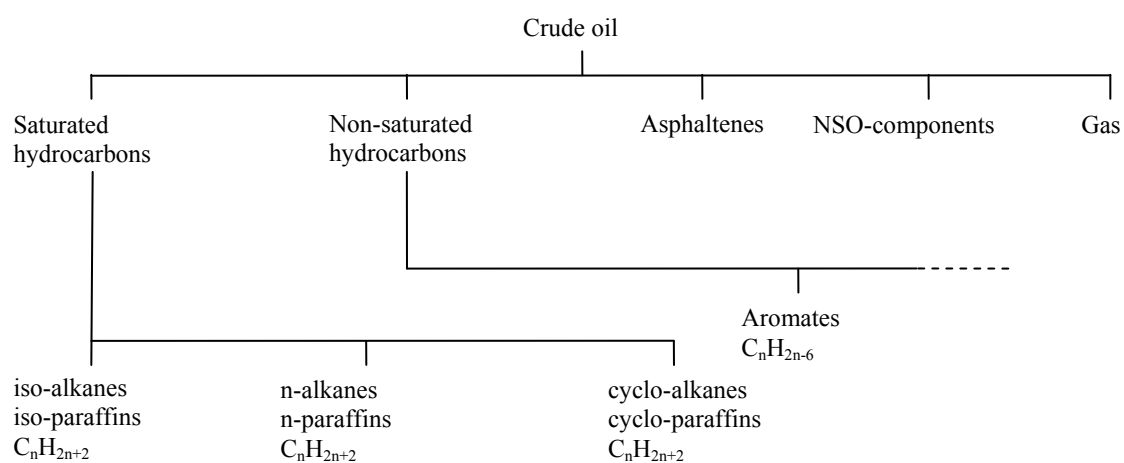 Crude oil
Saturated
hydrocarbons
Non-saturated
hydrocarbons
Asphaltenes
NSO-components
Gas
Aromates
CₙH₂ₙ₋₆
iso-alkanes
iso-paraffins
CₙH₂ₙ₊₂
n-alkanes
n-paraffins
CₙH₂ₙ₊₂
cyclo-alkanes
cyclo-paraffins
CₙH₂ₙ₊₂